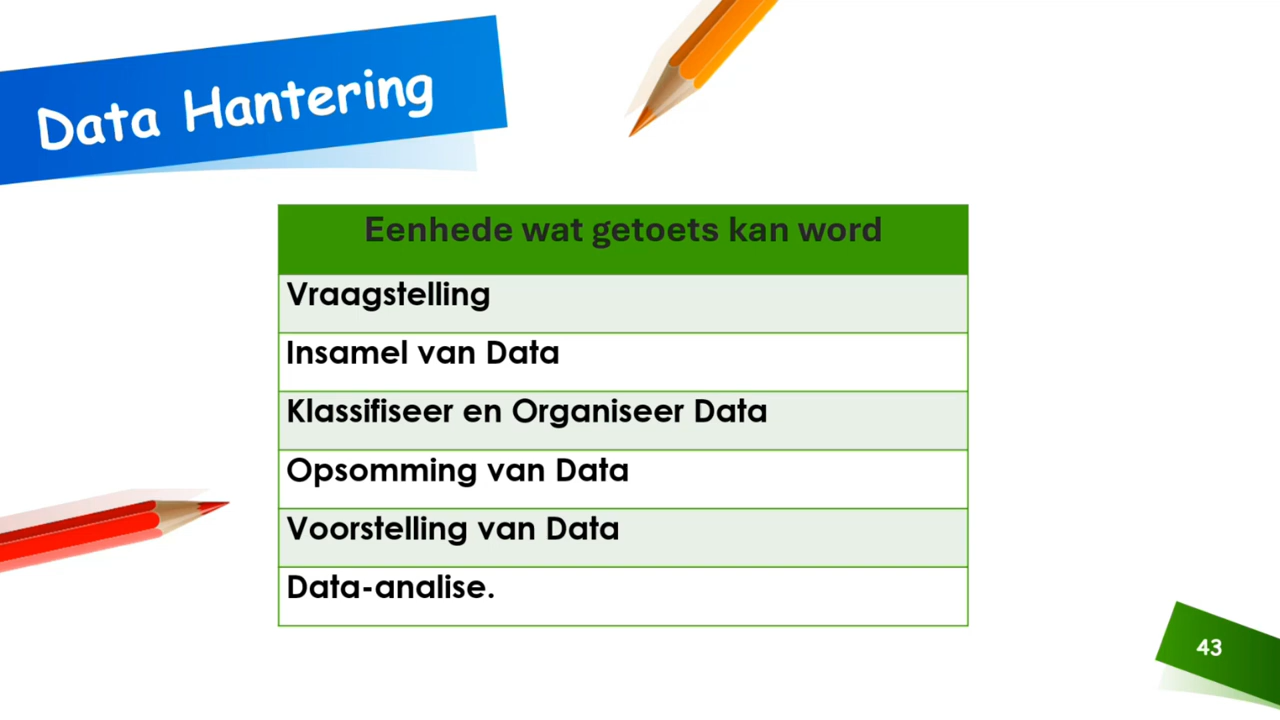 Data Hantering
Eenhede wat getoets kan word
Vraagstelling
Insamel van Data
Klassifiseer en Organiseer Data
Opsomming van Data
Voorstelling van Data
Data-analise.
43